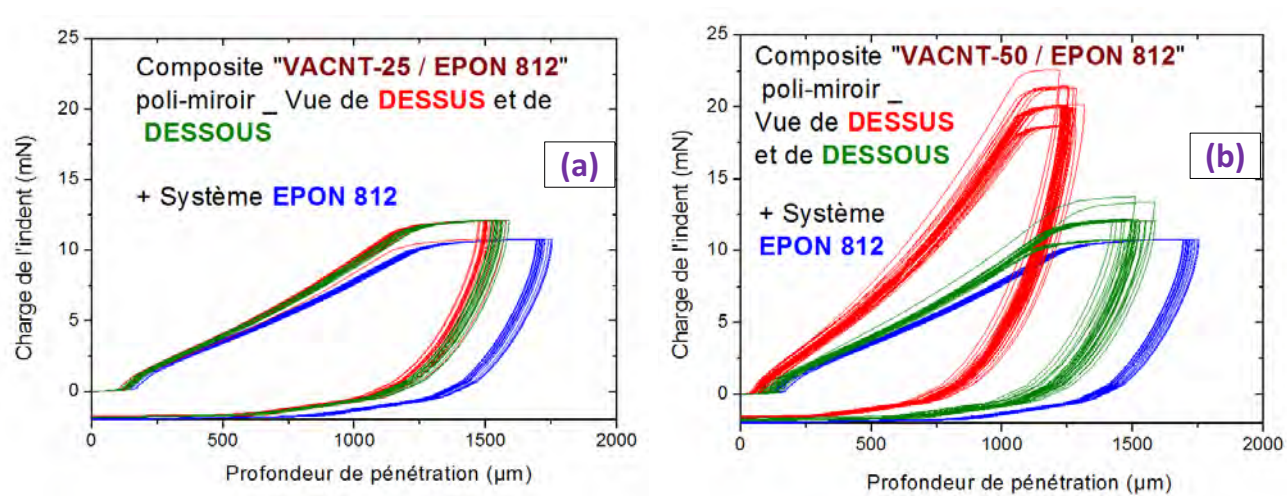 25
20
15
10
5
0
Charge de l'indent (mN)
Composite "VACNT-25 / EPON 812"
poli-miroir _ Vue de DESSUS et de
DESSOUS
+ Système EPON 812
(a)
0 500 1000 1500 2000
Profondeur de pénétration (µm)
25
20
15
10
5
0
Charge de l'indent (mN)
Composite "VACNT-50 / EPON 812"
poli-miroir _
Vue de DESSUS
et de DESSOUS
+ Système
EPON 812
(b)
0 500 1000 1500 2000
Profondeur de pénétration (µm)